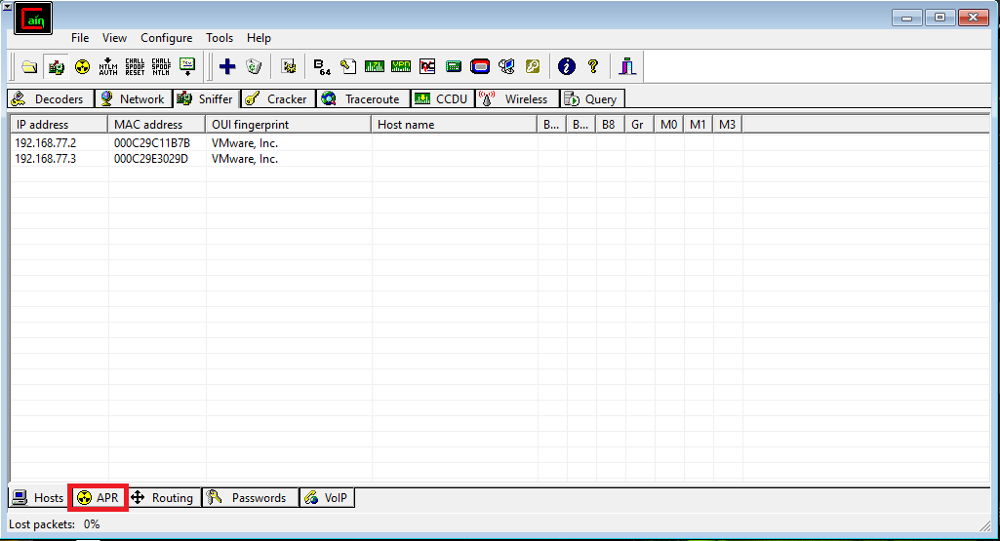 Cain
File View Configure Tools Help
NTLM AUTH CHALL SPOOF RESET CHALL SPOOF NTLM B64
Decoders Network Sniffer Cracker Traceroute CCDU Wireless Query
IP address MAC address OUI fingerprint Host name B... B... B8 Gr M0 M1 M3
192.168.77.2 000C29C11B7B VMware, Inc.
192.168.77.3 000C29E3029D VMware, Inc.
Hosts APR Routing Passwords VoIP
Lost packets: 0%